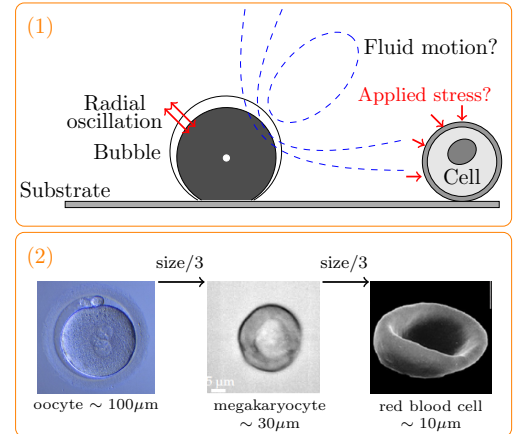 (1)
Fluid motion?
Radial
oscillation
Applied stress?
Bubble
Cell
Substrate
(2)
size/3
size/3
5 μm
oocyte ~ 100μm
megakaryocyte
~ 30μm
red blood cell
~ 10μm